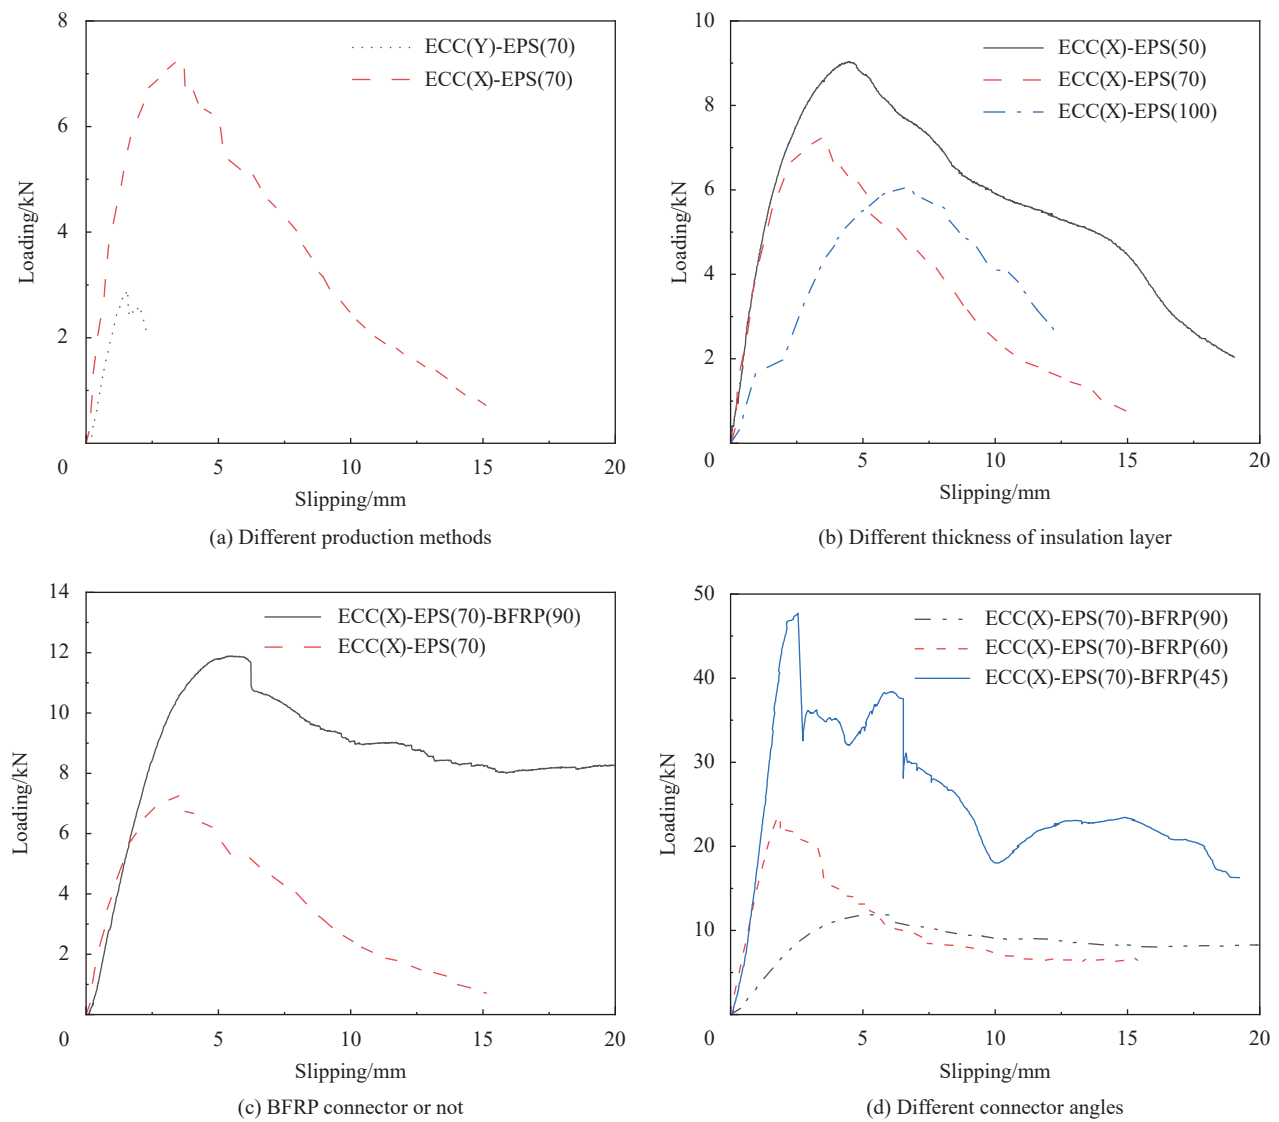 8
6
4
2
0
5
10
15
20
Loading/kN
Slipping/mm
ECC(Y)-EPS(70)
ECC(X)-EPS(70)
(a) Different production methods
10
8
6
4
2
0
5
10
15
20
Loading/kN
Slipping/mm
ECC(X)-EPS(50)
ECC(X)-EPS(70)
ECC(X)-EPS(100)
(b) Different thickness of insulation layer
14
12
10
8
6
4
2
0
5
10
15
20
Loading/kN
Slipping/mm
ECC(X)-EPS(70)-BFRP(90)
ECC(X)-EPS(70)
(c) BFRP connector or not
50
40
30
20
10
0
5
10
15
20
Loading/kN
Slipping/mm
ECC(X)-EPS(70)-BFRP(90)
ECC(X)-EPS(70)-BFRP(60)
ECC(X)-EPS(70)-BFRP(45)
(d) Different connector angles